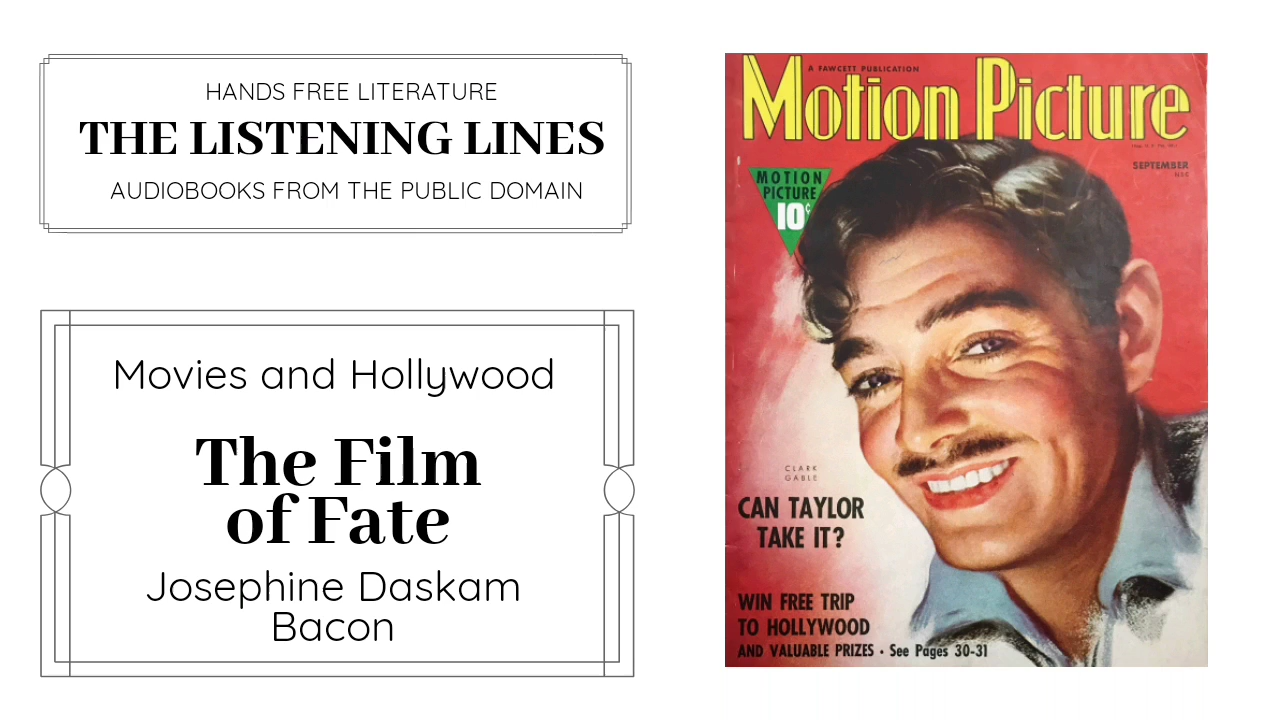 HANDS FREE LITERATURE
THE LISTENING LINES
AUDIOBOOKS FROM THE PUBLIC DOMAIN
Movies and Hollywood
The Film
of Fate
Josephine Daskam
Bacon
A FAWCETT PUBLICATION
Motion Picture
SEPTEMBER
MOTION
PICTURE
10¢
CLARK
GABLE
CAN TAYLOR
TAKE IT?
WIN FREE TRIP
TO HOLLYWOOD
AND VALUABLE PRIZES • See Pages 30-31